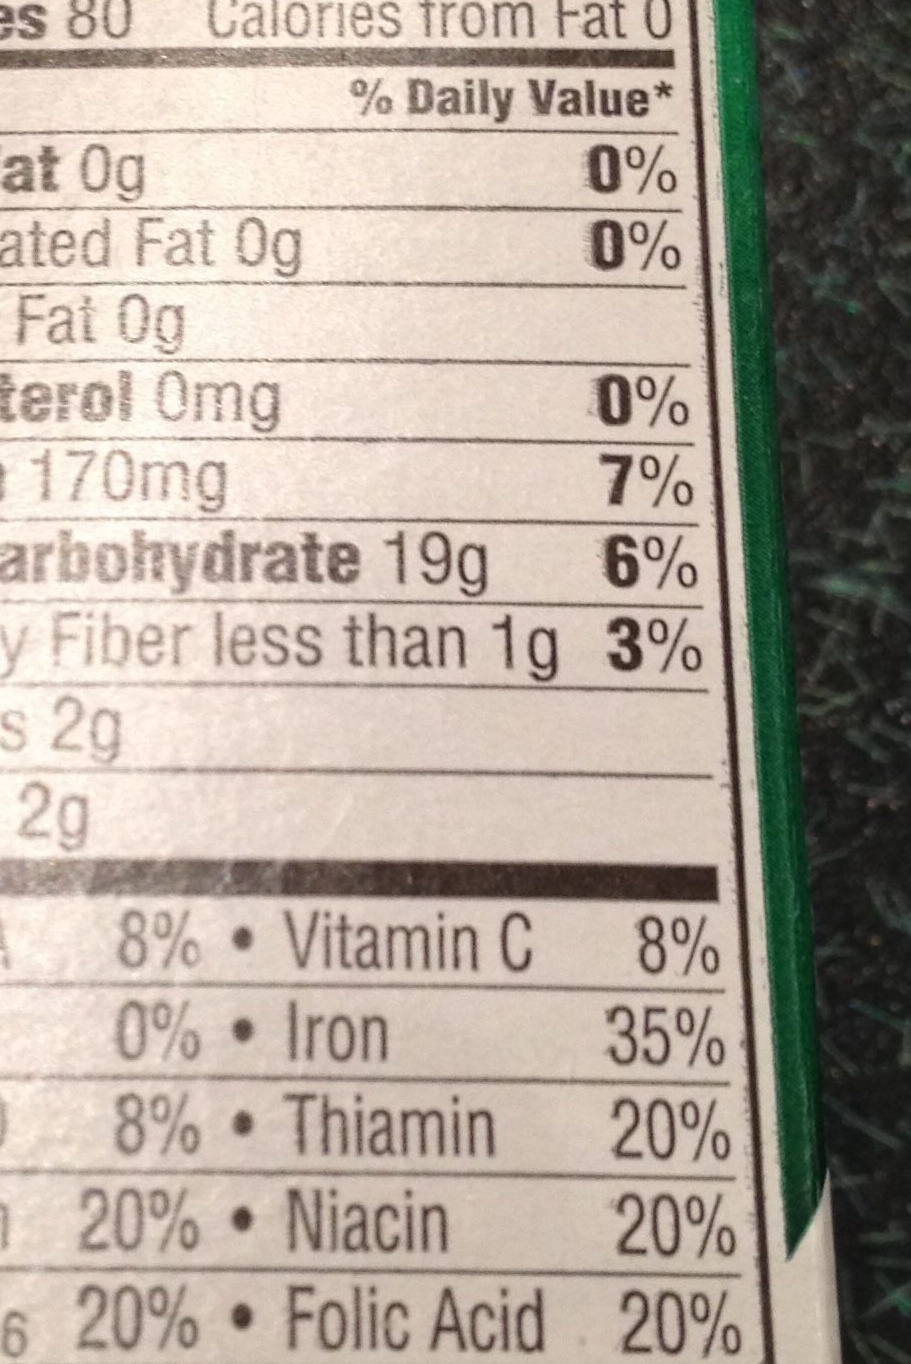 es 80 Calories from Fat 0
% Daily Value*
at 0g 0%
ated Fat 0g 0%
Fat 0g
terol 0mg 0%
170mg 7%
arbohydrate 19g 6%
y Fiber less than 1g 3%
s 2g
2g
8% • Vitamin C 8%
0% • Iron 35%
8% • Thiamin 20%
20% • Niacin 20%
6 20% • Folic Acid 20%